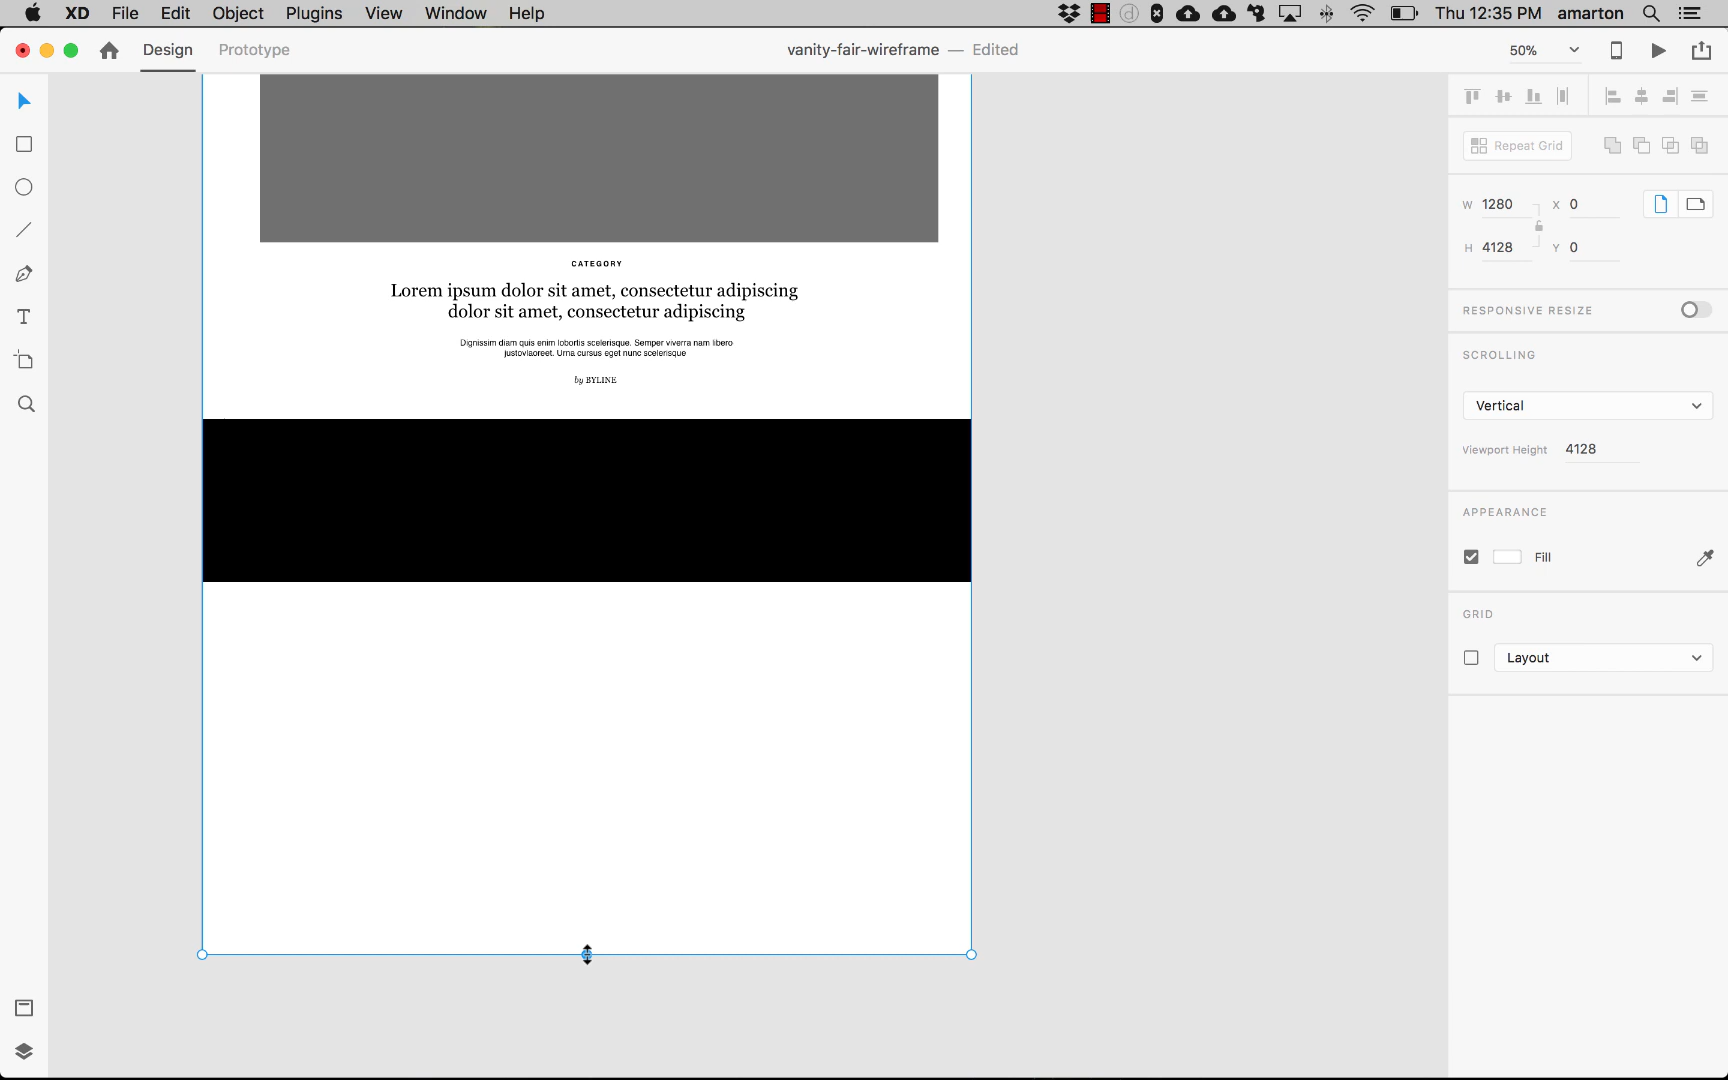 XD File Edit Object Plugins View Window Help
Thu 12:35 PM amarton
Design Prototype
vanity-fair-wireframe — Edited
50%
Repeat Grid
W 1280 X 0
H 4128 Y 0
RESPONSIVE RESIZE
SCROLLING
Vertical
Viewport Height 4128
APPEARANCE
Fill
GRID
Layout
CATEGORY
Lorem ipsum dolor sit amet, consectetur adipiscing
dolor sit amet, consectetur adipiscing
Dignissim diam quis enim lobortis scelerisque. Semper viverra nam libero
justovlaoreet. Urna cursus eget nunc scelerisque
by BYLINE